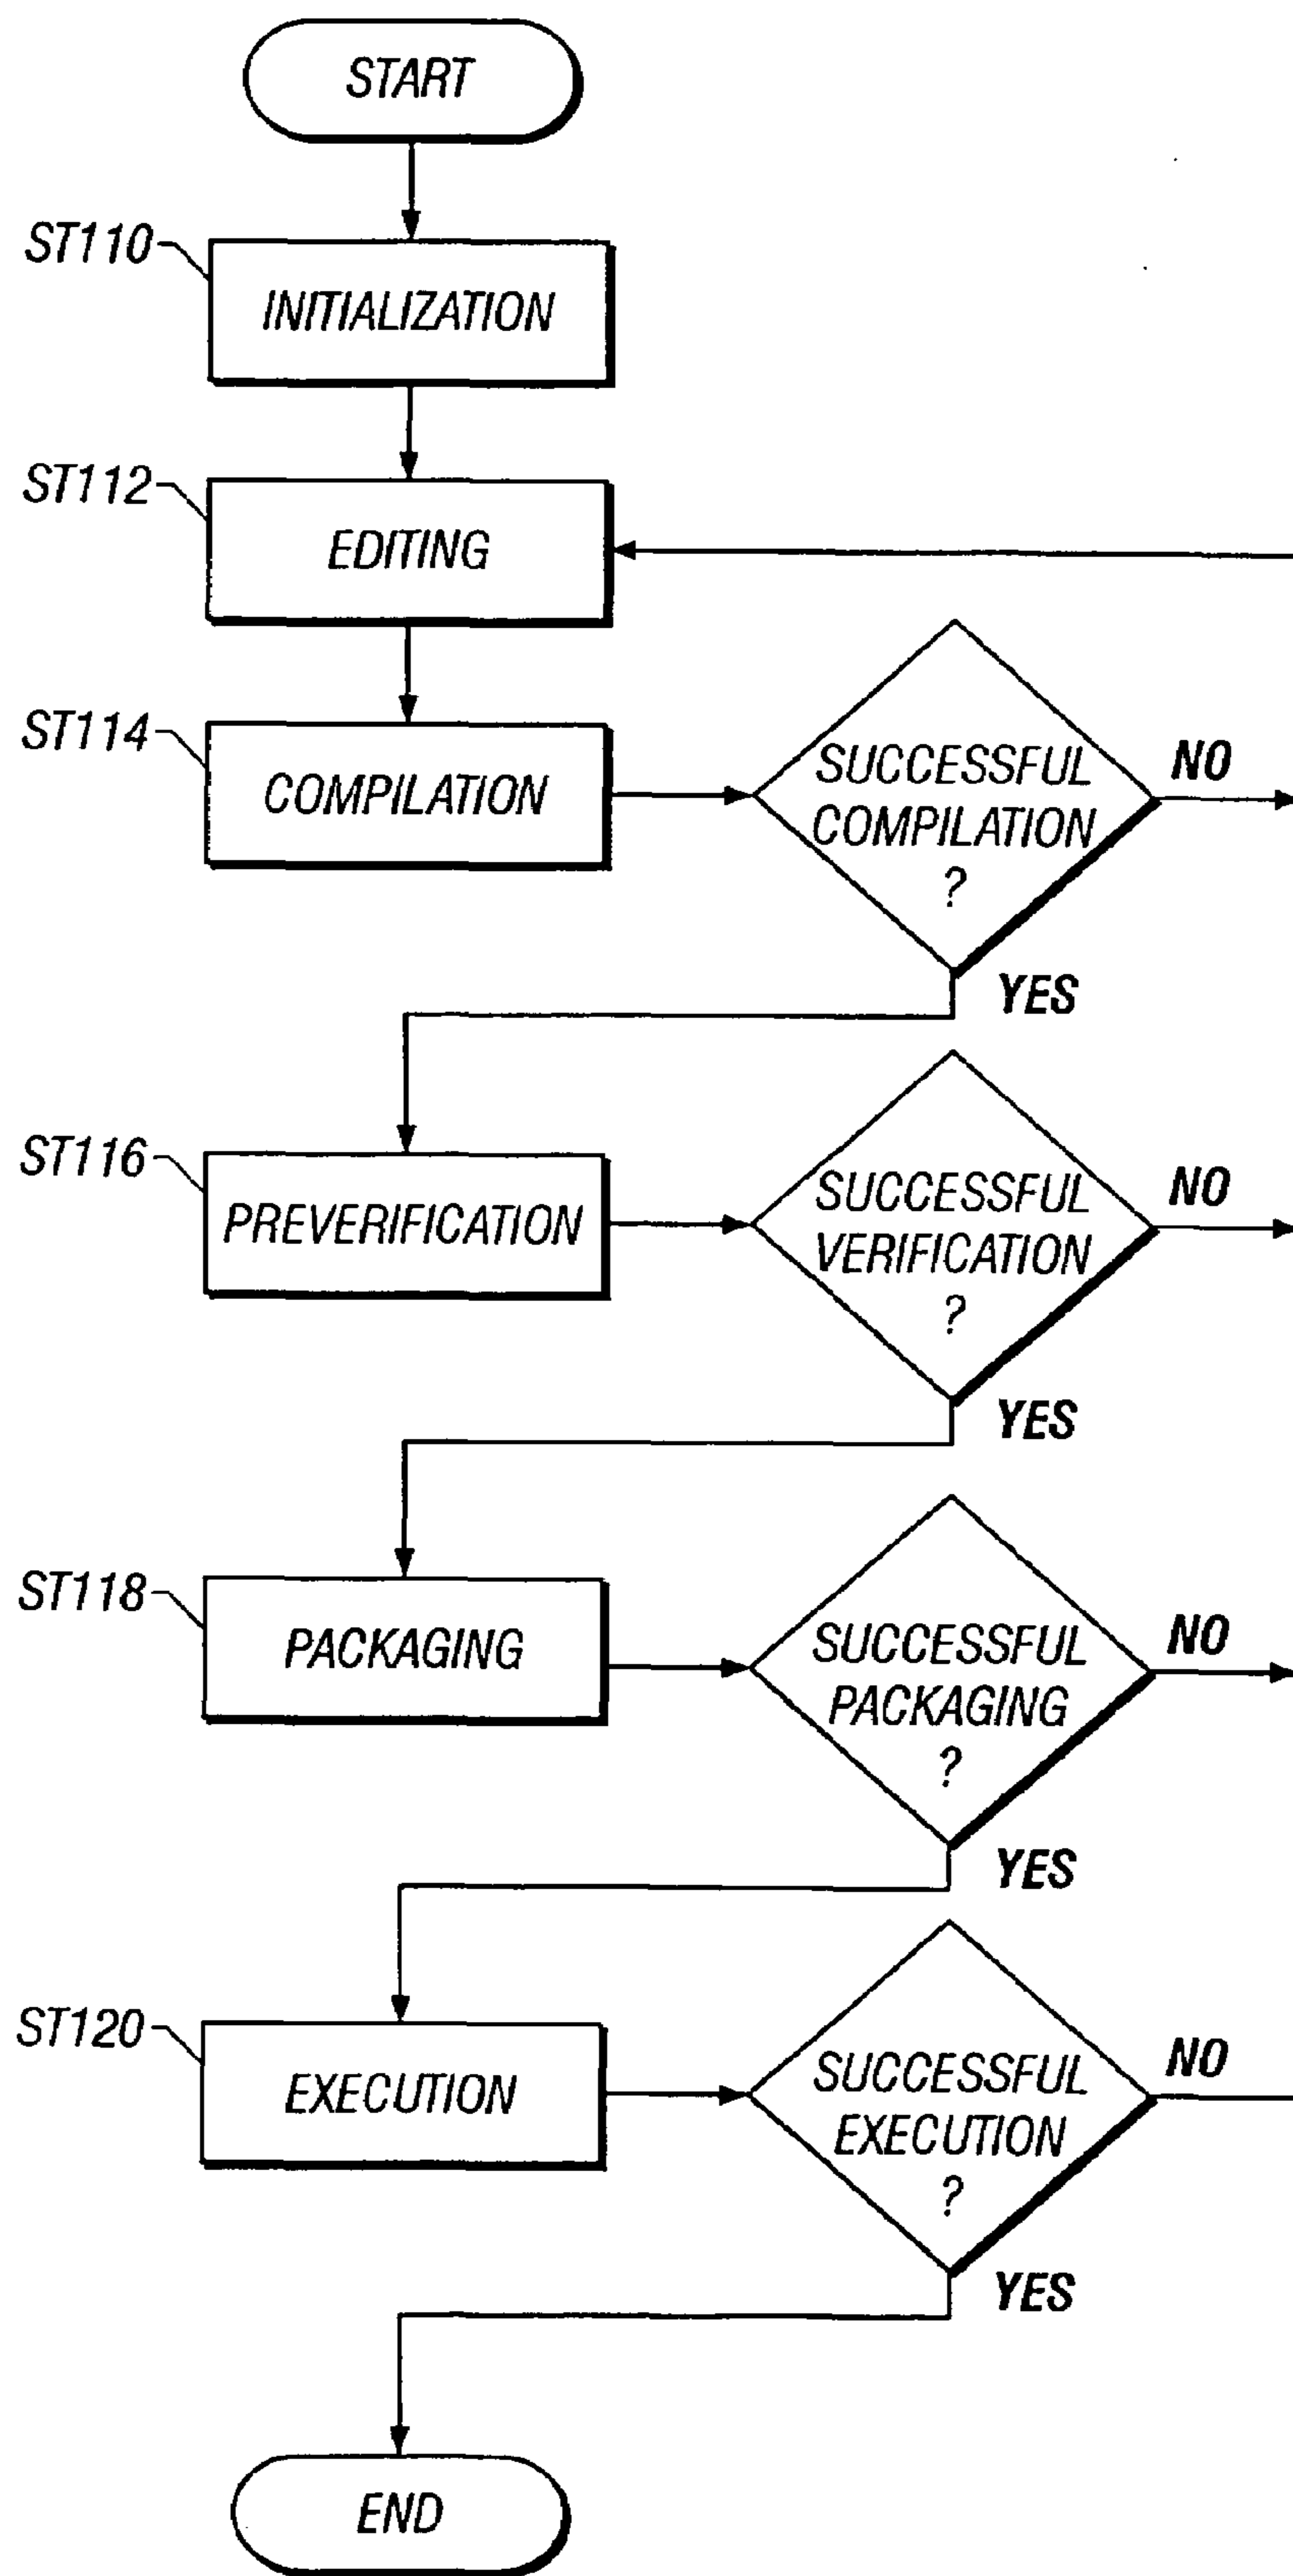 START
ST110
INITIALIZATION
ST112
EDITING
ST114
COMPILATION
SUCCESSFUL
COMPILATION
?
NO
YES
ST116
PREVERIFICATION
SUCCESSFUL
VERIFICATION
?
NO
YES
ST118
PACKAGING
SUCCESSFUL
PACKAGING
?
NO
YES
ST120
EXECUTION
SUCCESSFUL
EXECUTION
?
NO
YES
END